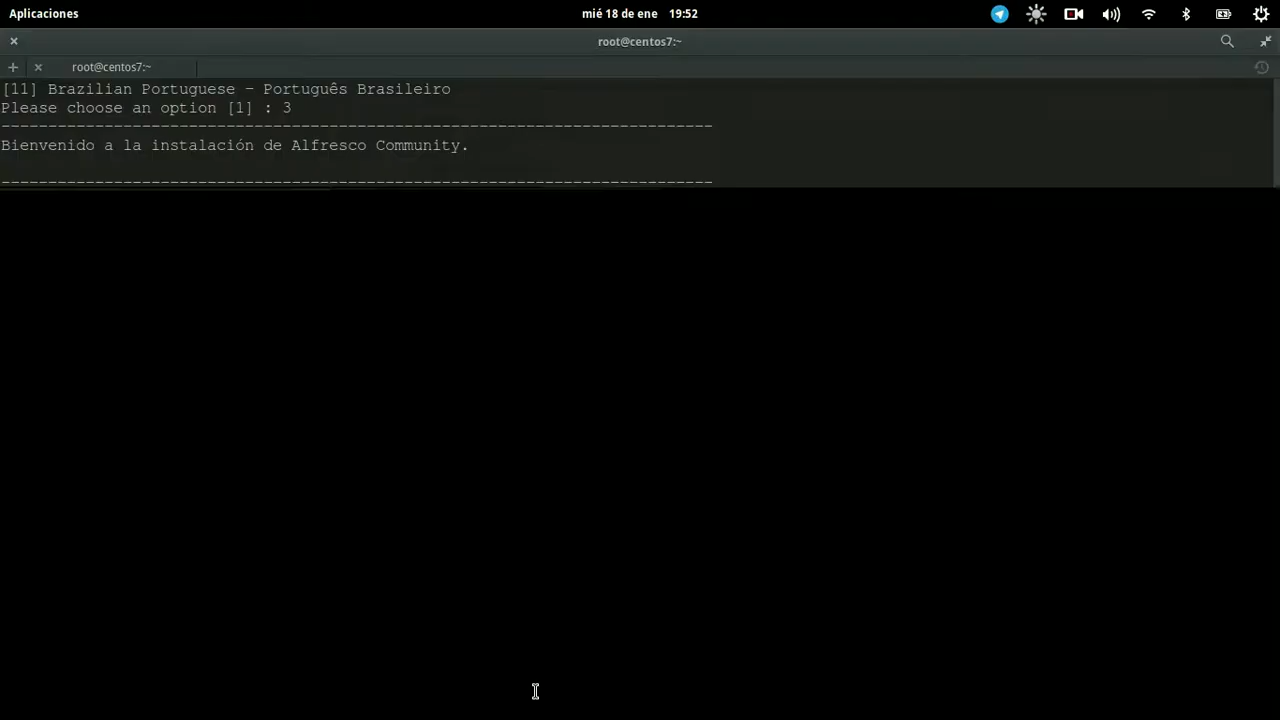 Aplicaciones
mié 18 de ene 19:52
root@centos7:~
root@centos7:~
[11] Brazilian Portuguese - Português Brasileiro
Please choose an option [1] : 3
----------------------------------------------------------------------------
Bienvenido a la instalación de Alfresco Community.
----------------------------------------------------------------------------